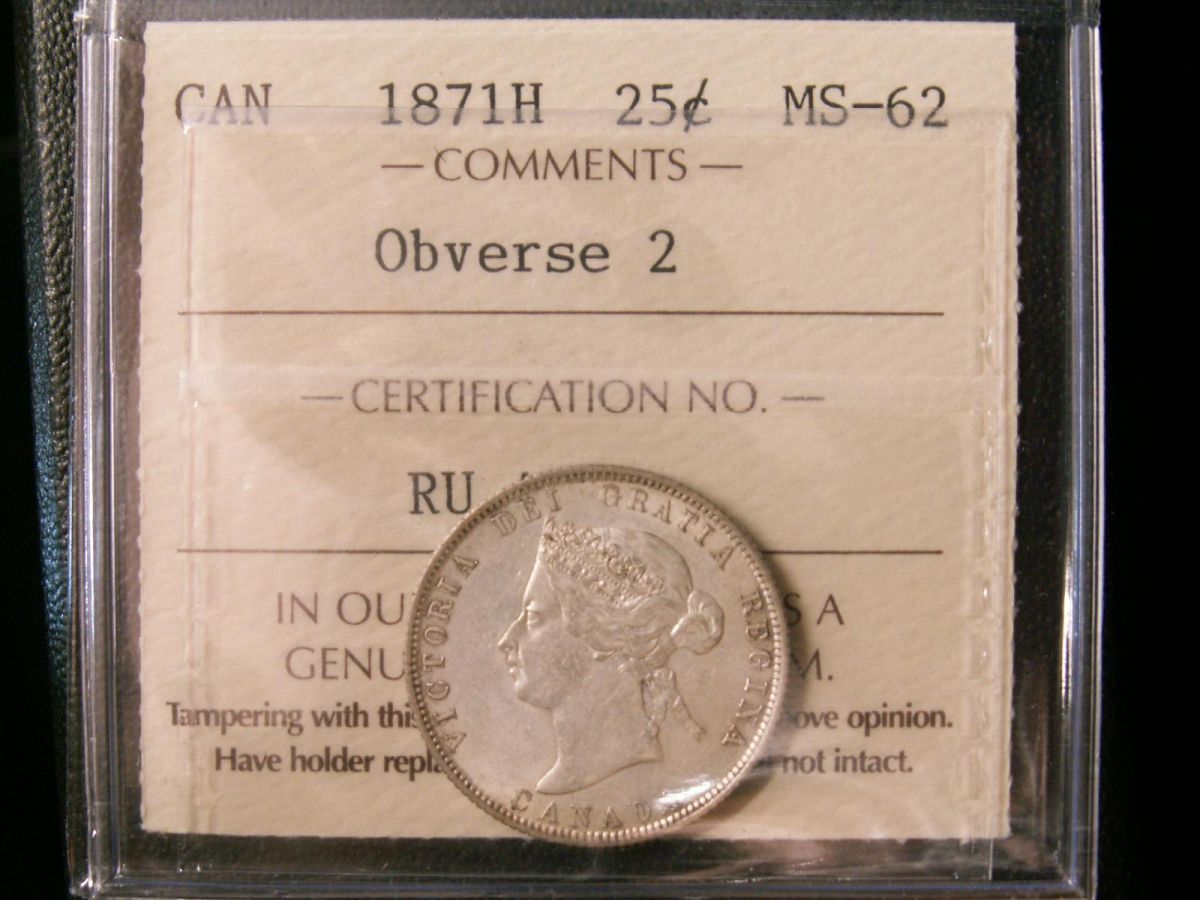 CAN 1871H 25¢ MS-62
— COMMENTS —
Obverse 2
— CERTIFICATION NO. —
RU
IN OU S A
GENU M.
Tampering with this ove opinion.
Have holder repla not intact.
VICTORIA DEI GRATIA REGINA
CANAD